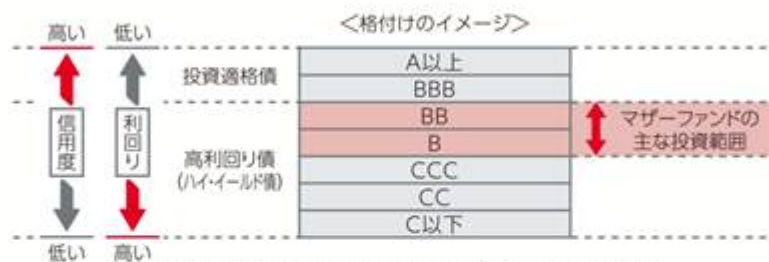 <格付けのイメージ>
高い 低い
投資適格債
A以上
BBB
信用度
利回り
高利回り債
(ハイ・イールド債)
BB
B
CCC
CC
C以下
マザーファンドの
主な投資範囲
低い 高い